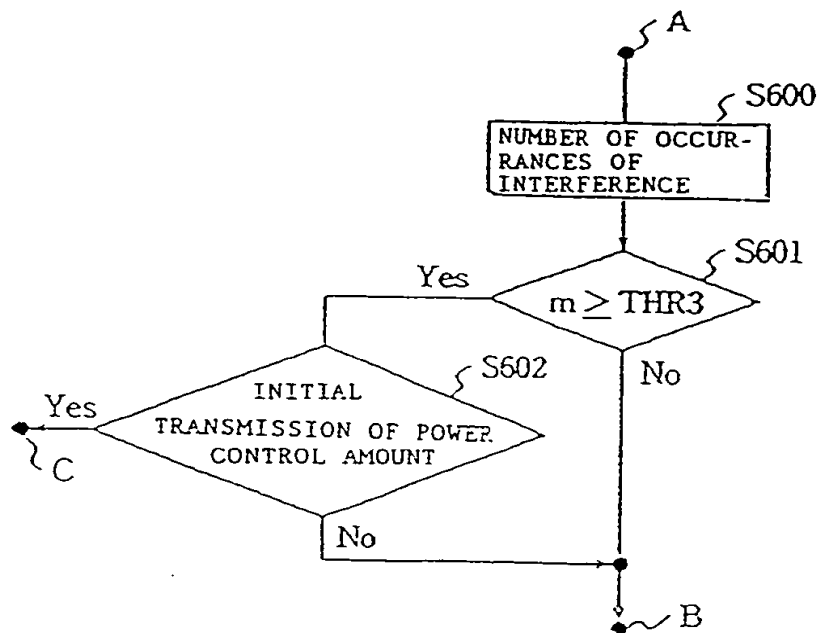 A
S600
NUMBER OF OCCUR-
RANCES OF
INTERFERENCE
S601
Yes
m ≥ THR3
No
S602
INITIAL
TRANSMISSION OF POWER
CONTROL AMOUNT
Yes
C
No
B